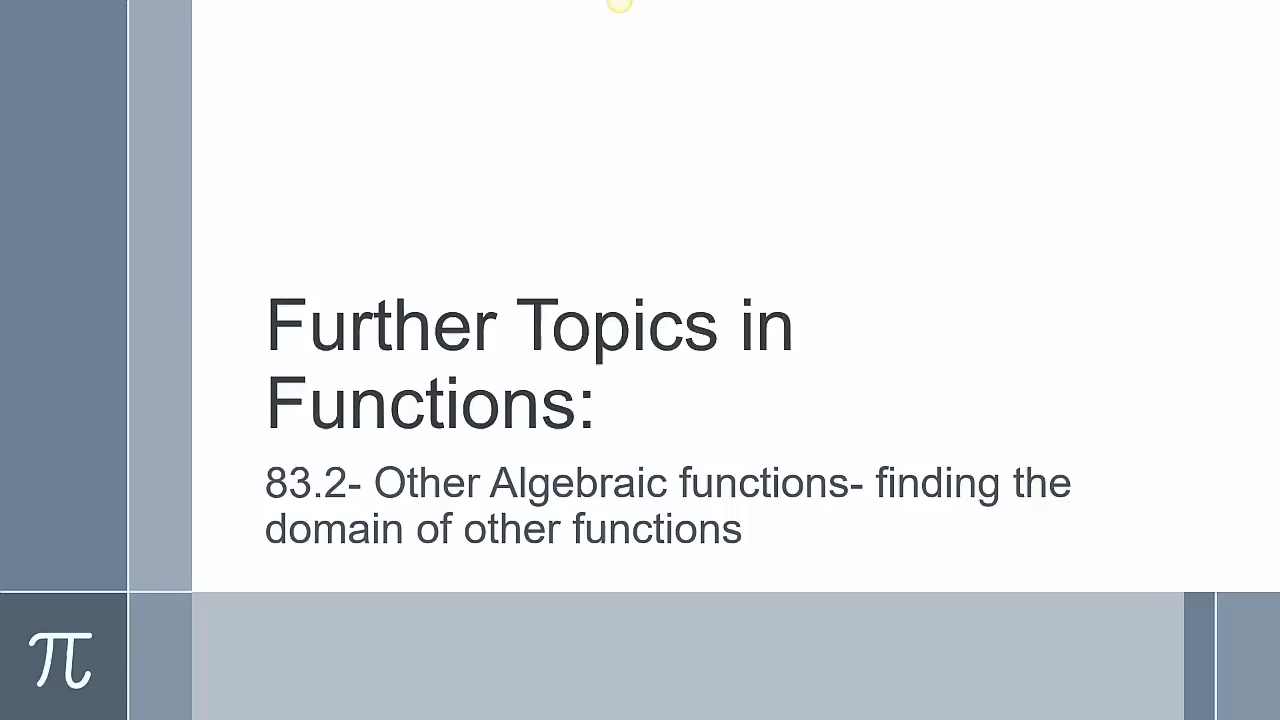 Further Topics in
Functions:
83.2- Other Algebraic functions- finding the
domain of other functions
π